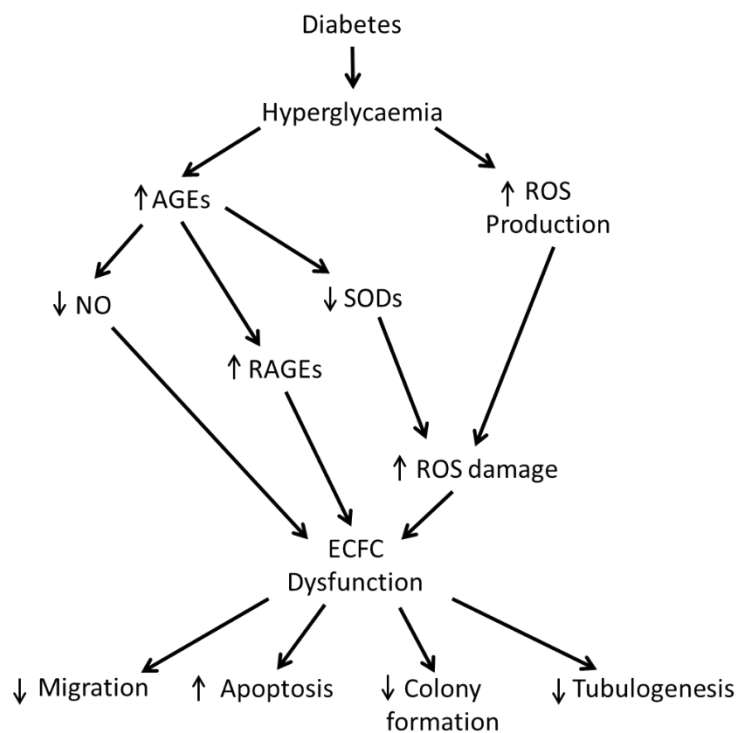 Diabetes
Hyperglycaemia
↑ AGEs
↑ ROS
Production
↓ NO
↓ SODs
↑ RAGEs
↑ ROS damage
ECFC
Dysfunction
↓ Migration
↑ Apoptosis
↓ Colony
formation
↓ Tubulogenesis